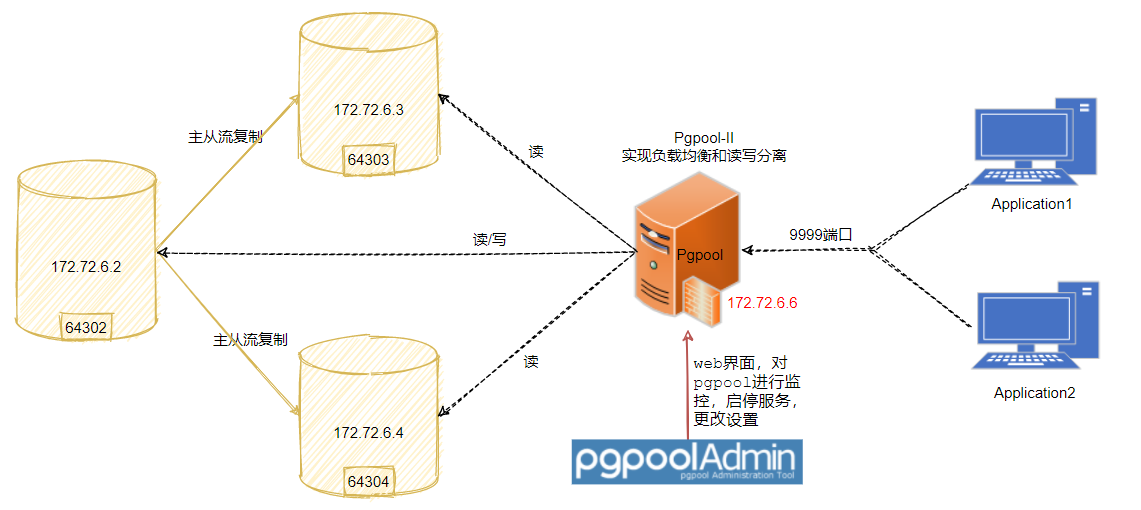 172.72.6.3
64303
主从流复制
172.72.6.2
64302
主从流复制
172.72.6.4
64304
读
读/写
读
Pgpool-II
实现负载均衡和读写分离
Pgpool
172.72.6.6
9999端口
Application1
Application2
web界面，对
pgpool进行监
控，启停服务，
更改设置
pgpoolAdmin
pgpool Administration Tool